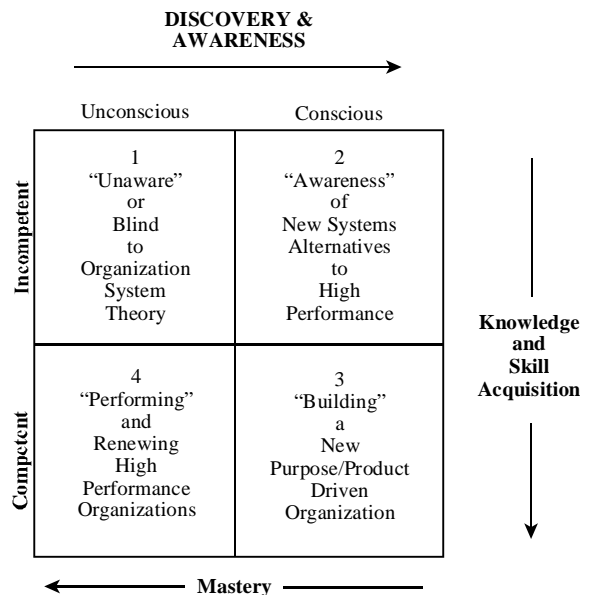 DISCOVERY &
AWARENESS
Unconscious
Conscious
Incompetent
1
“Unaware”
or
Blind
to
Organization
System
Theory
2
“Awareness”
of
New Systems
Alternatives
to
High
Performance
Knowledge
and
Skill
Acquisition
Competent
4
“Performing”
and
Renewing
High
Performance
Organizations
3
“Building”
a
New
Purpose/Product
Driven
Organization
Mastery